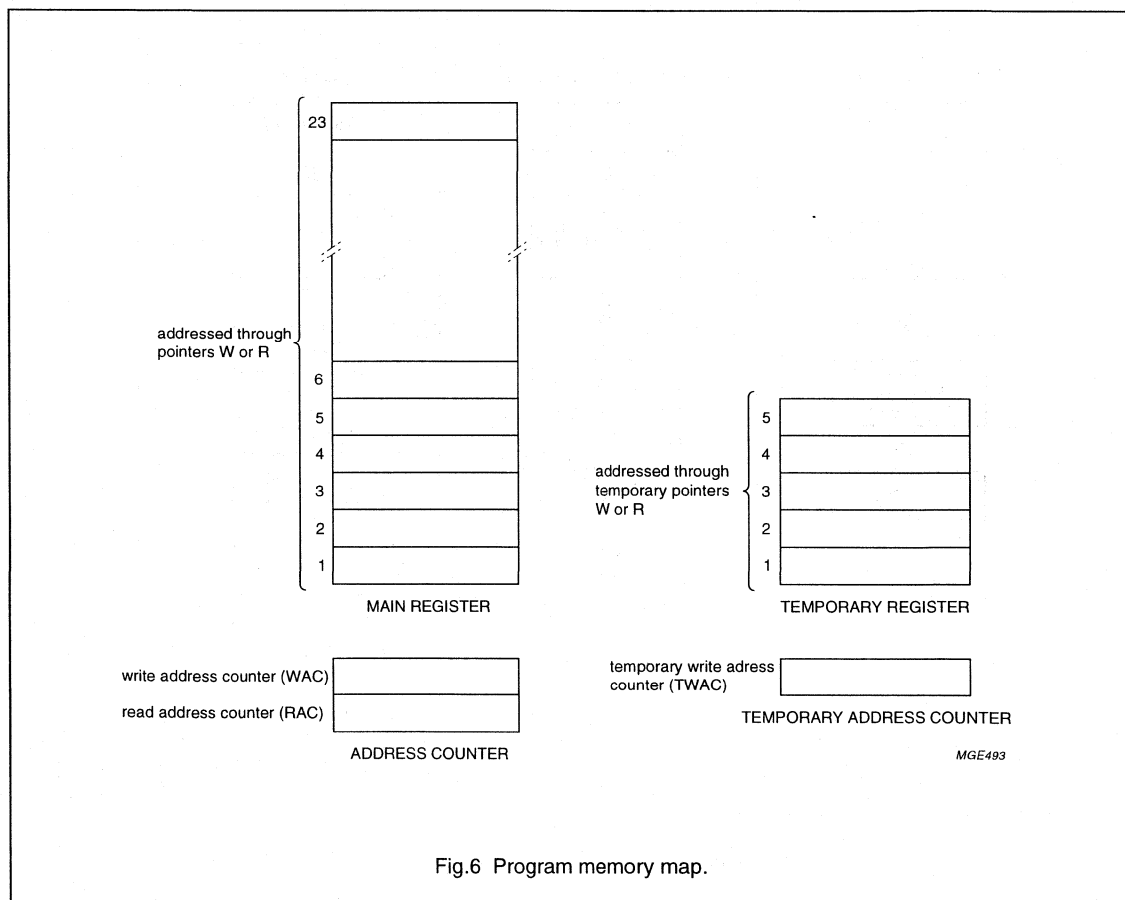 23
addressed through
pointers W or R
6
5
4
3
2
1
MAIN REGISTER
5
4
addressed through
temporary pointers
W or R
3
2
1
TEMPORARY REGISTER
write address counter (WAC)
read address counter (RAC)
ADDRESS COUNTER
temporary write adress
counter (TWAC)
TEMPORARY ADDRESS COUNTER
MGE493
Fig.6 Program memory map.